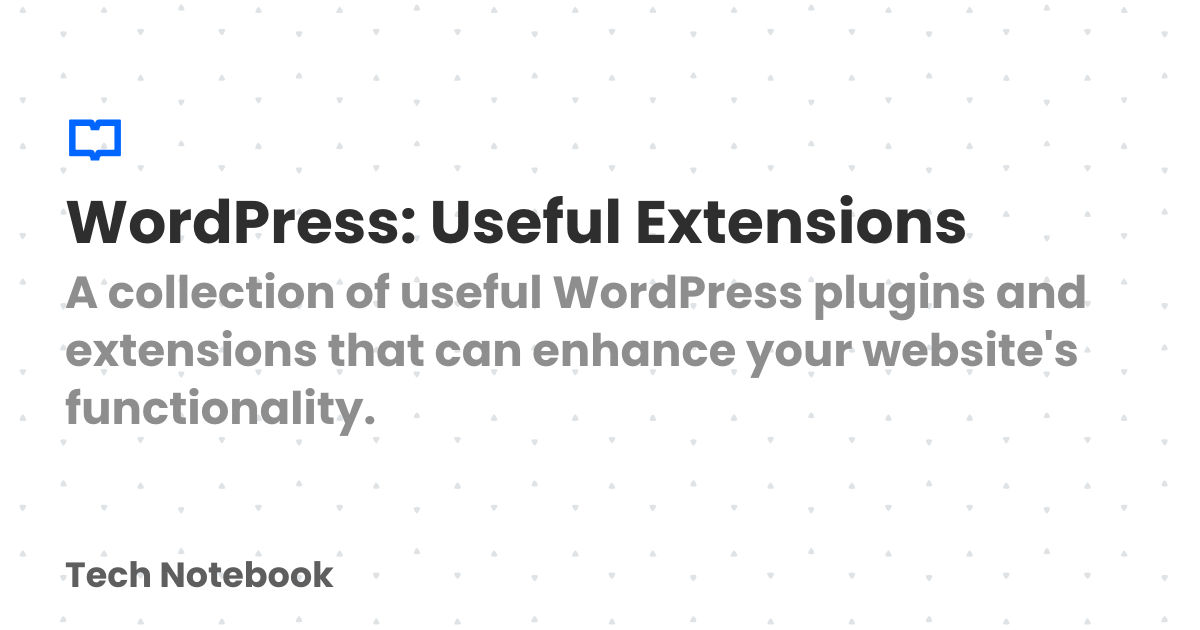 WordPress: Useful Extensions
A collection of useful WordPress plugins and
extensions that can enhance your website's
functionality.
Tech Notebook